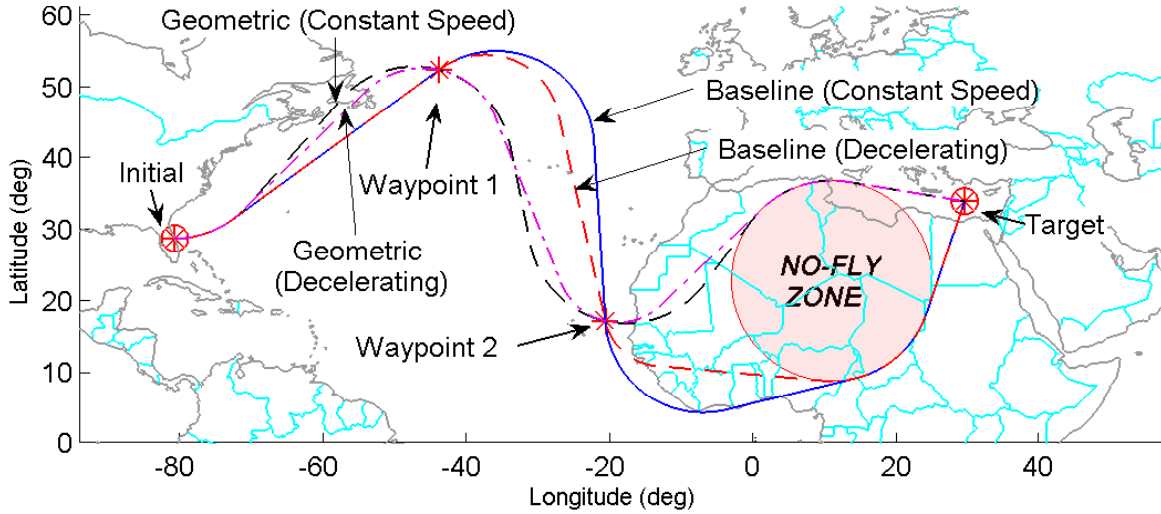 60
Geometric (Constant Speed)
50
Baseline (Constant Speed)
40
Baseline (Decelerating)
Initial
Waypoint 1
30
Target
Geometric
(Decelerating)
NO-FLY
ZONE
20
Waypoint 2
10
0
Latitude (deg)
-80
-60
-40
-20
0
20
40
Longitude (deg)